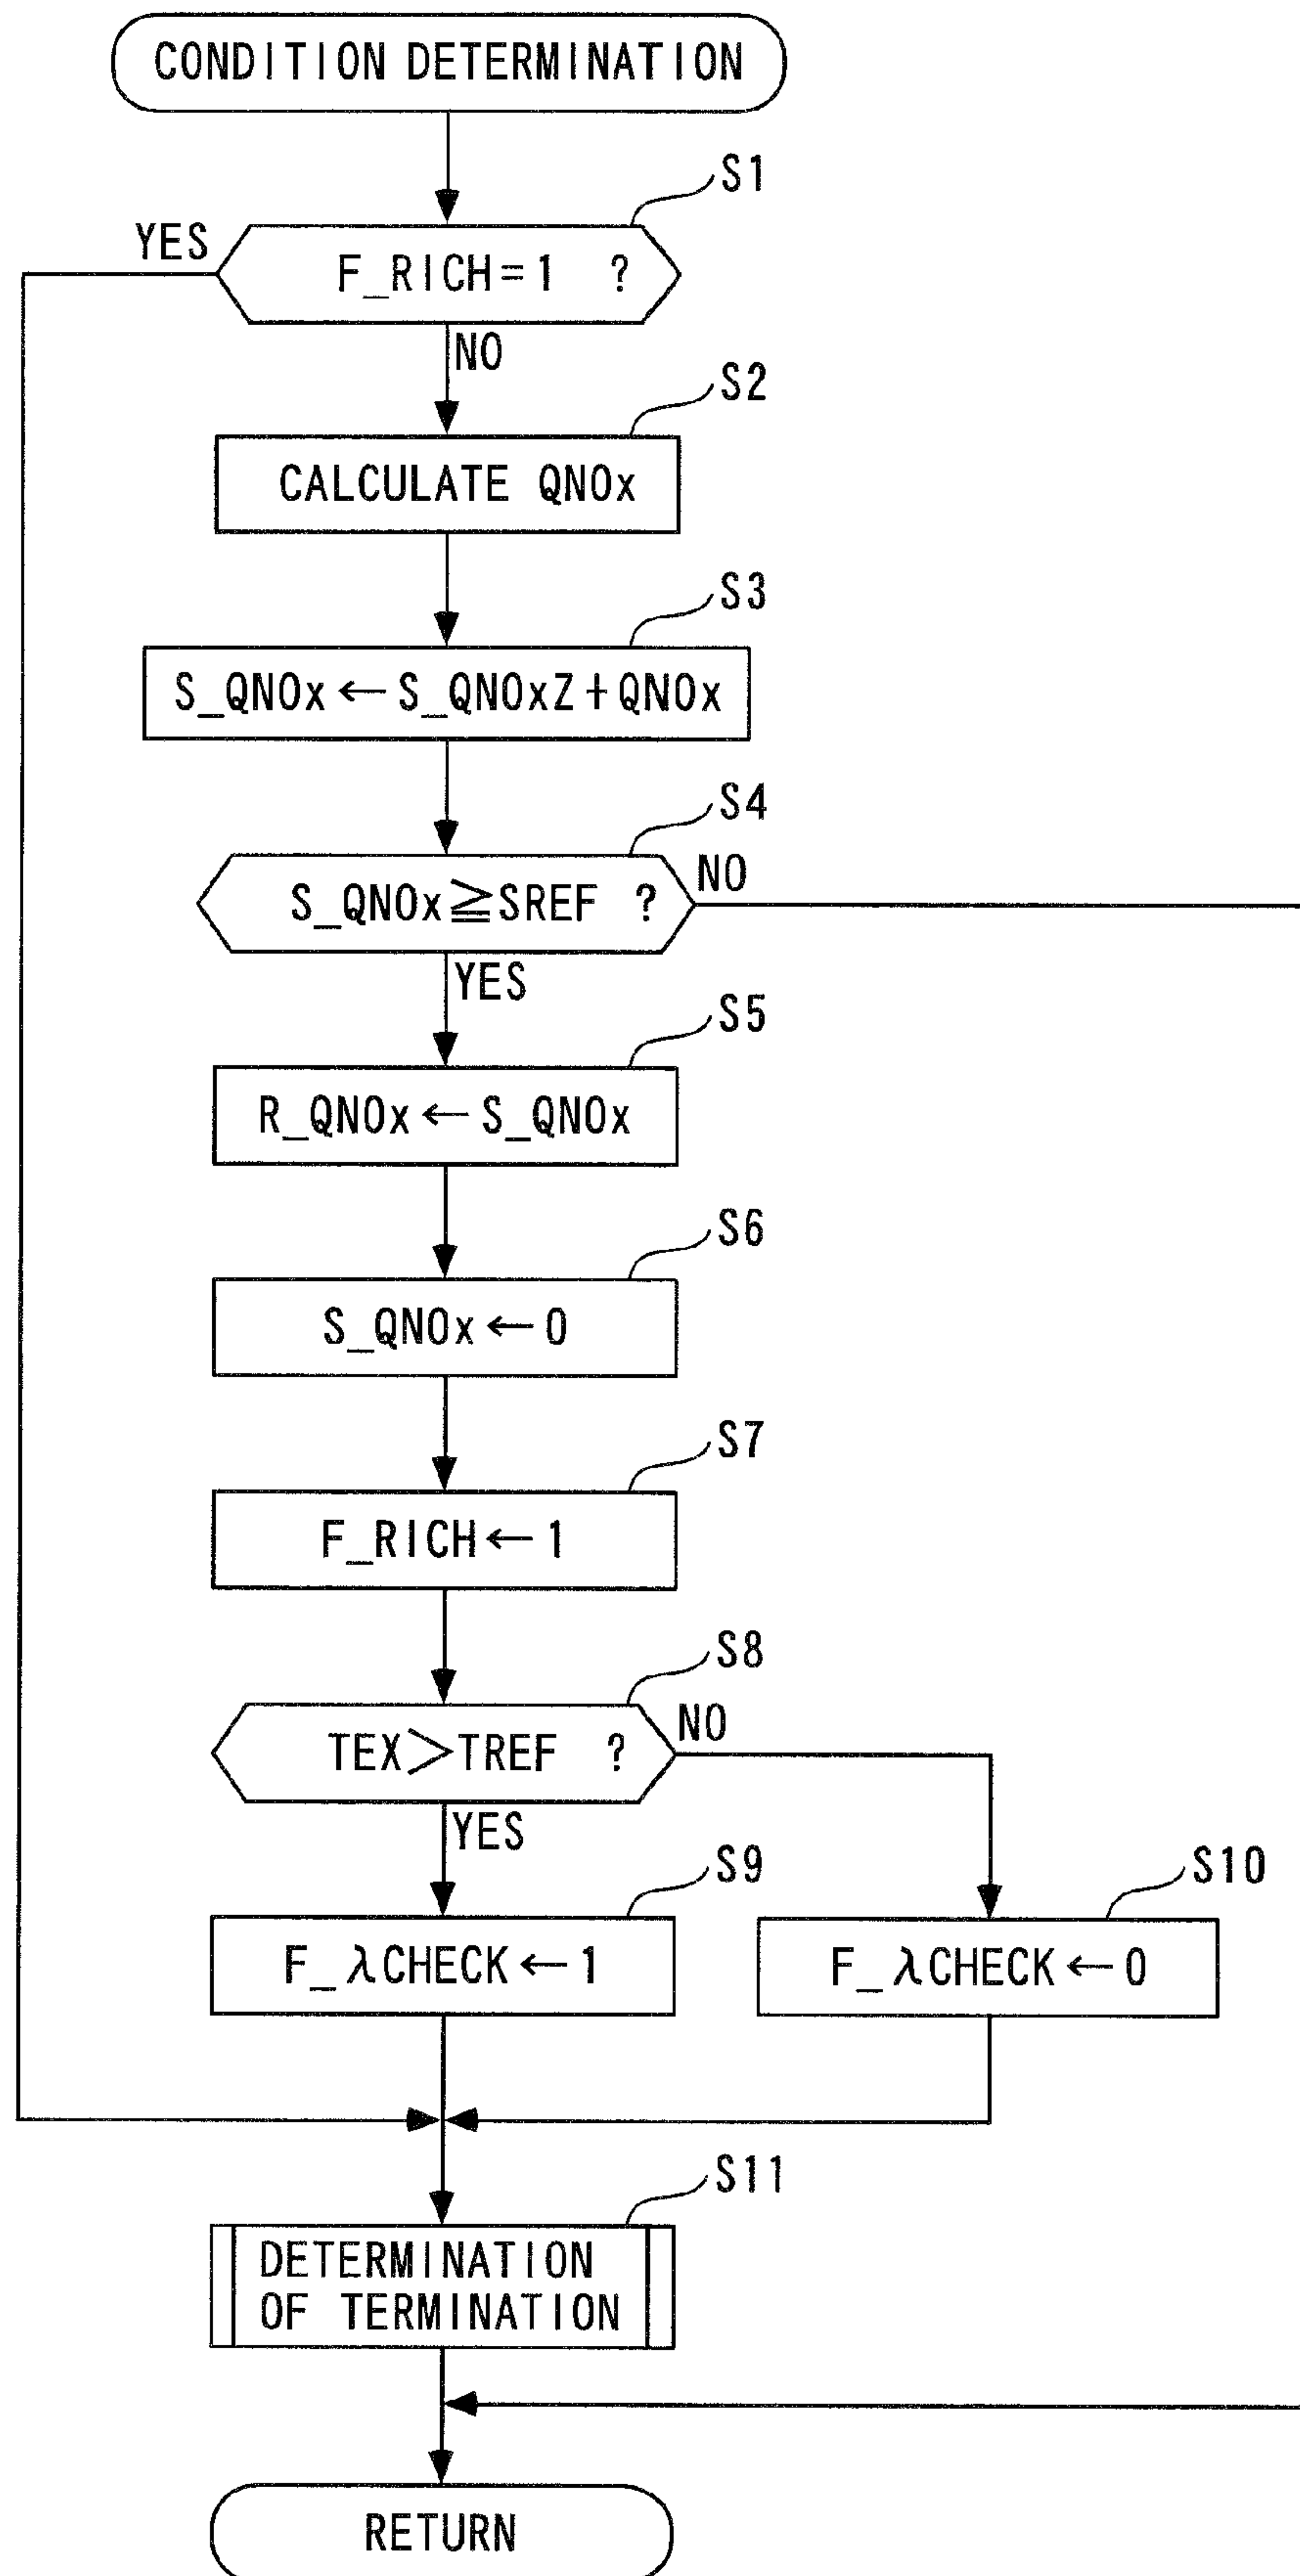 CONDITION DETERMINATION
S1
YES
F_RICH=1 ?
NO
S2
CALCULATE QNOx
S3
S_QNOx←S_QNOxZ+QNOx
S4
S_QNOx≧SREF ?
NO
YES
S5
R_QNOx←S_QNOx
S6
S_QNOx←0
S7
F_RICH←1
S8
TEX>TREF ?
NO
YES
S9
S10
F_λCHECK←1
F_λCHECK←0
S11
DETERMINATION
OF TERMINATION
RETURN